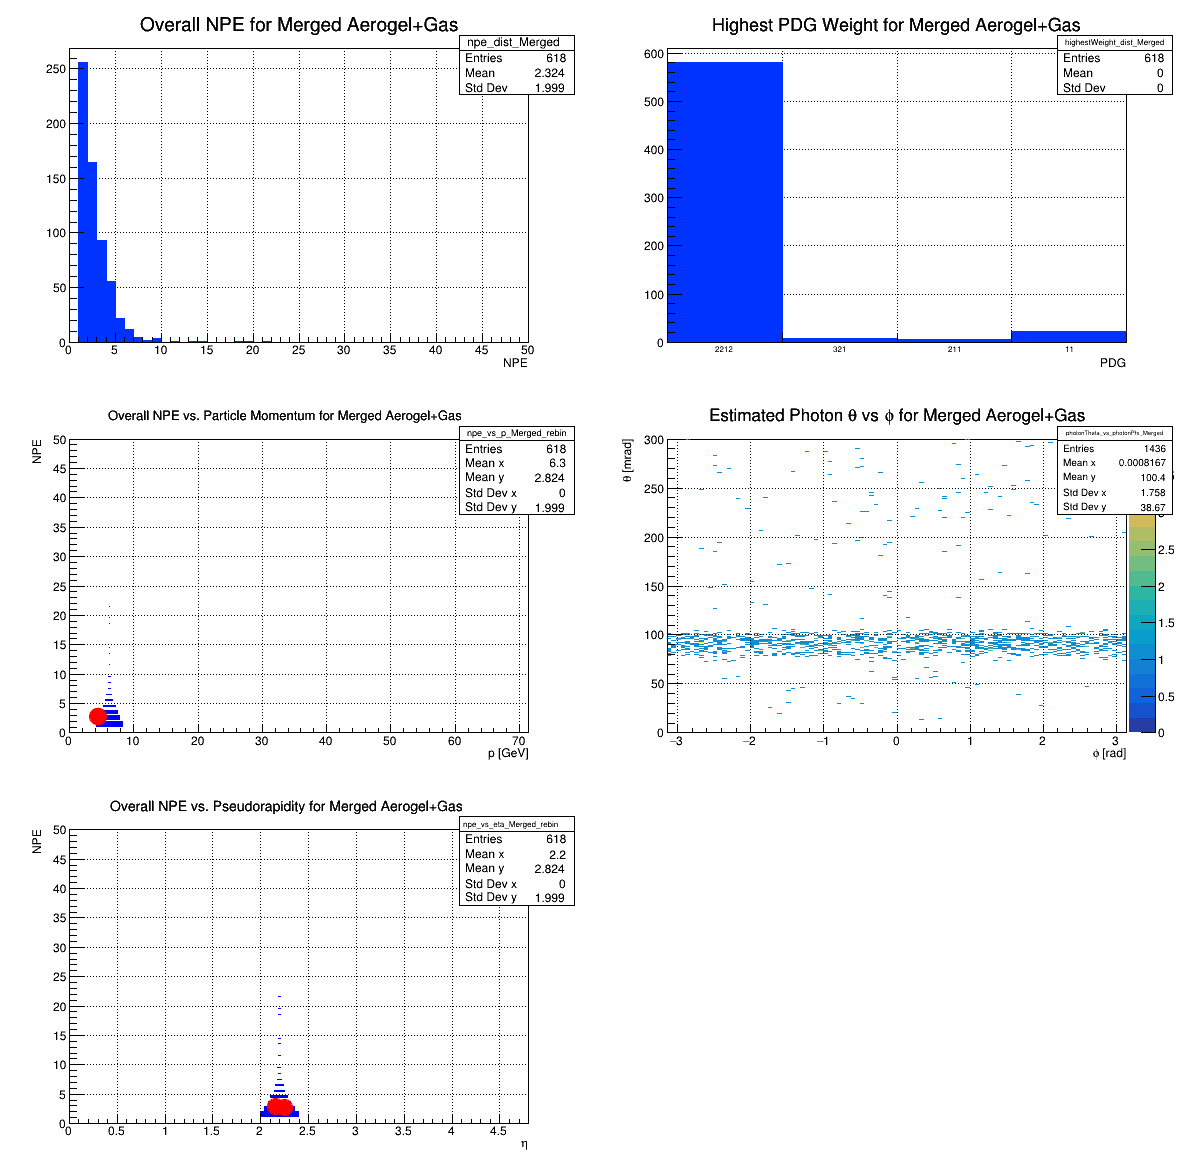 Overall NPE for Merged Aerogel+Gas
npe_dist_Merged
Entries 618
Mean 2.324
Std Dev 1.999
250
200
150
100
50
0
0 5 10 15 20 25 30 35 40 45 50
NPE
Highest PDG Weight for Merged Aerogel+Gas
highestWeight_dist_Merged
Entries 618
Mean 0
Std Dev 0
600
500
400
300
200
100
0
2212 321 211 11
PDG
Overall NPE vs. Particle Momentum for Merged Aerogel+Gas
npe_vs_p_Merged_rebin
Entries 618
Mean x 6.3
Mean y 2.824
Std Dev x 0
Std Dev y 1.999
NPE
50
45
40
35
30
25
20
15
10
5
0
0 10 20 30 40 50 60 70
p [GeV]
Estimated Photon θ vs ϕ for Merged Aerogel+Gas
photonTheta_vs_photonPhi_Merged
Entries 1436
Mean x 0.0008167
Mean y 100.4
Std Dev x 1.758
Std Dev y 38.67
θ [mrad]
300
250
200
150
100
50
0
−3 −2 −1 0 1 2 3
ϕ [rad]
2.5
2
1.5
1
0.5
0
Overall NPE vs. Pseudorapidity for Merged Aerogel+Gas
npe_vs_eta_Merged_rebin
Entries 618
Mean x 2.2
Mean y 2.824
Std Dev x 0
Std Dev y 1.999
NPE
50
45
40
35
30
25
20
15
10
5
0
0 0.5 1 1.5 2 2.5 3 3.5 4 4.5
η